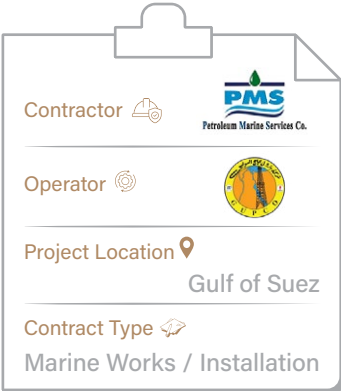 Contractor
PMS
Petroleum Marine Services Co.
Operator
GUPCO
Project Location
Gulf of Suez
Contract Type
Marine Works / Installation